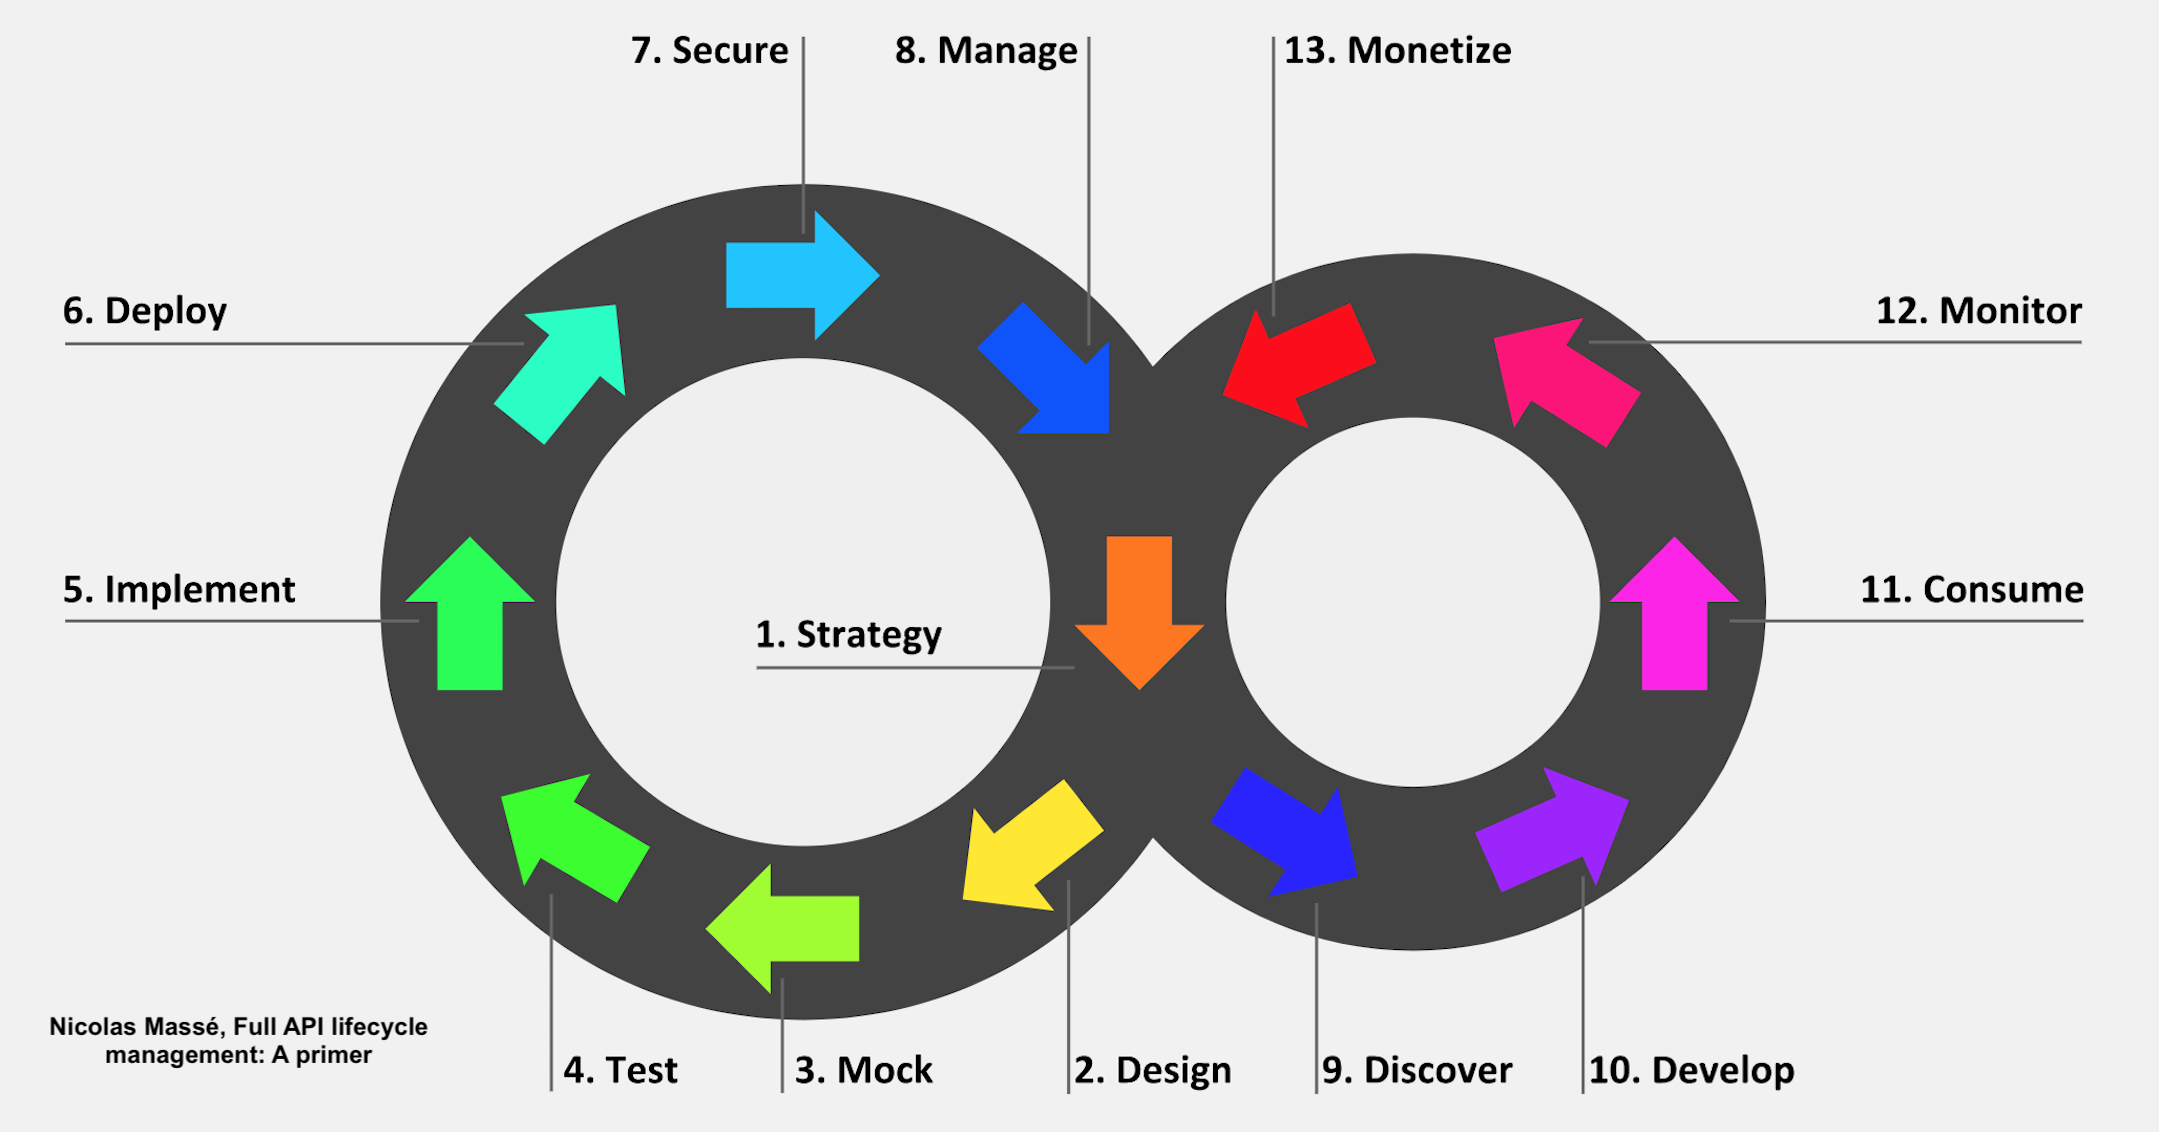 7. Secure
8. Manage
13. Monetize
6. Deploy
12. Monitor
5. Implement
11. Consume
1. Strategy
Nicolas Massé, Full API lifecycle
management: A primer
4. Test
3. Mock
2. Design
9. Discover
10. Develop